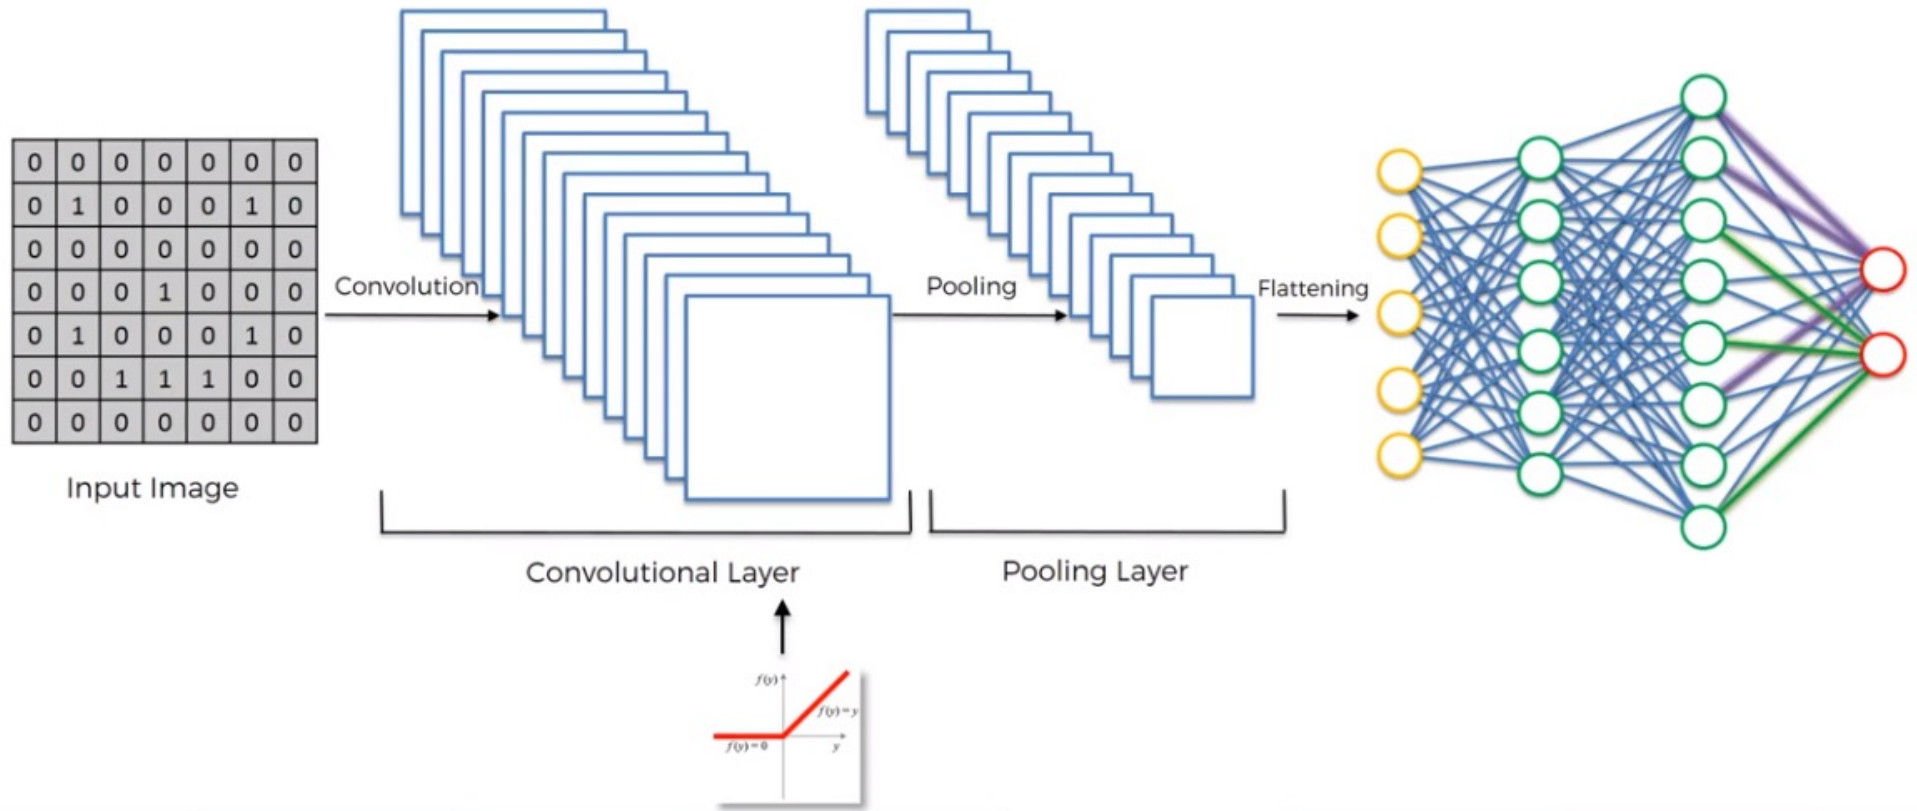 0 0 0 0 0 0 0
0 1 0 0 0 1 0
0 0 0 0 0 0 0
0 0 0 1 0 0 0
0 1 0 0 0 1 0
0 0 1 1 1 0 0
0 0 0 0 0 0 0
Input Image
Convolution
Pooling
Flattening
Convolutional Layer
Pooling Layer
f(y)
f(y)=y
f(y)=0
y